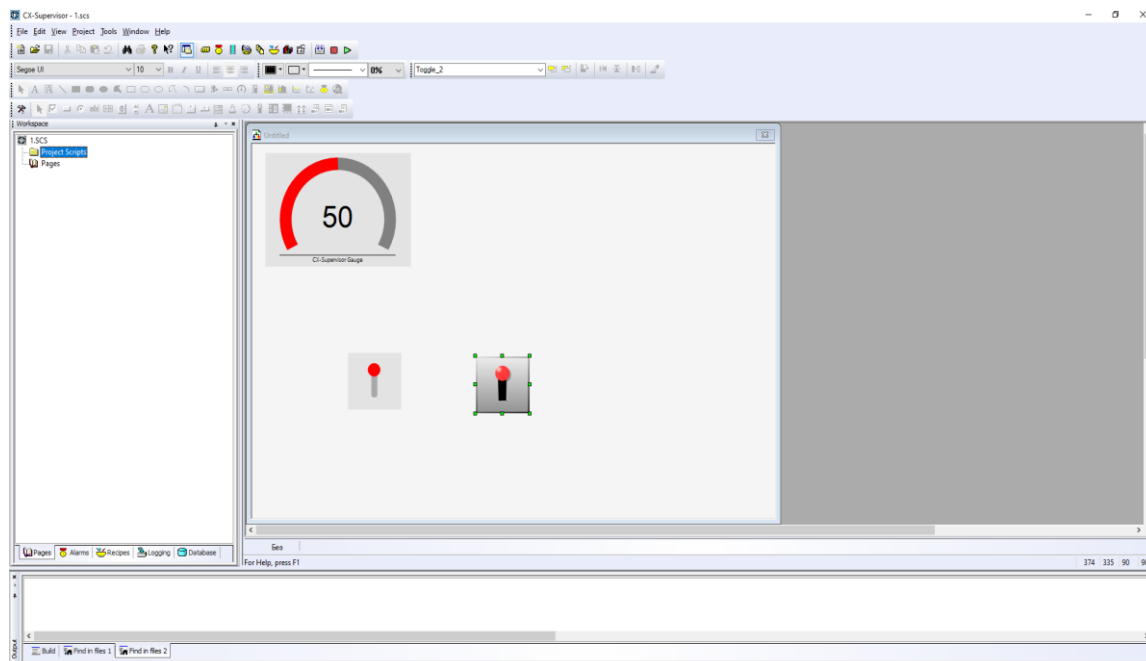 CX-Supervisor - 1.scs
File Edit View Project Tools Window Help
Segoe UI 10 B I U 0% Toggle_2
Workspace
1.SCS
Project Scripts
Pages
Untitled
50
CX-Supervisor Gauge
Без
Pages Alarms Recipes Logging Database
For Help, press F1
374 335 90
Output
Build Find in files 1 Find in files 2